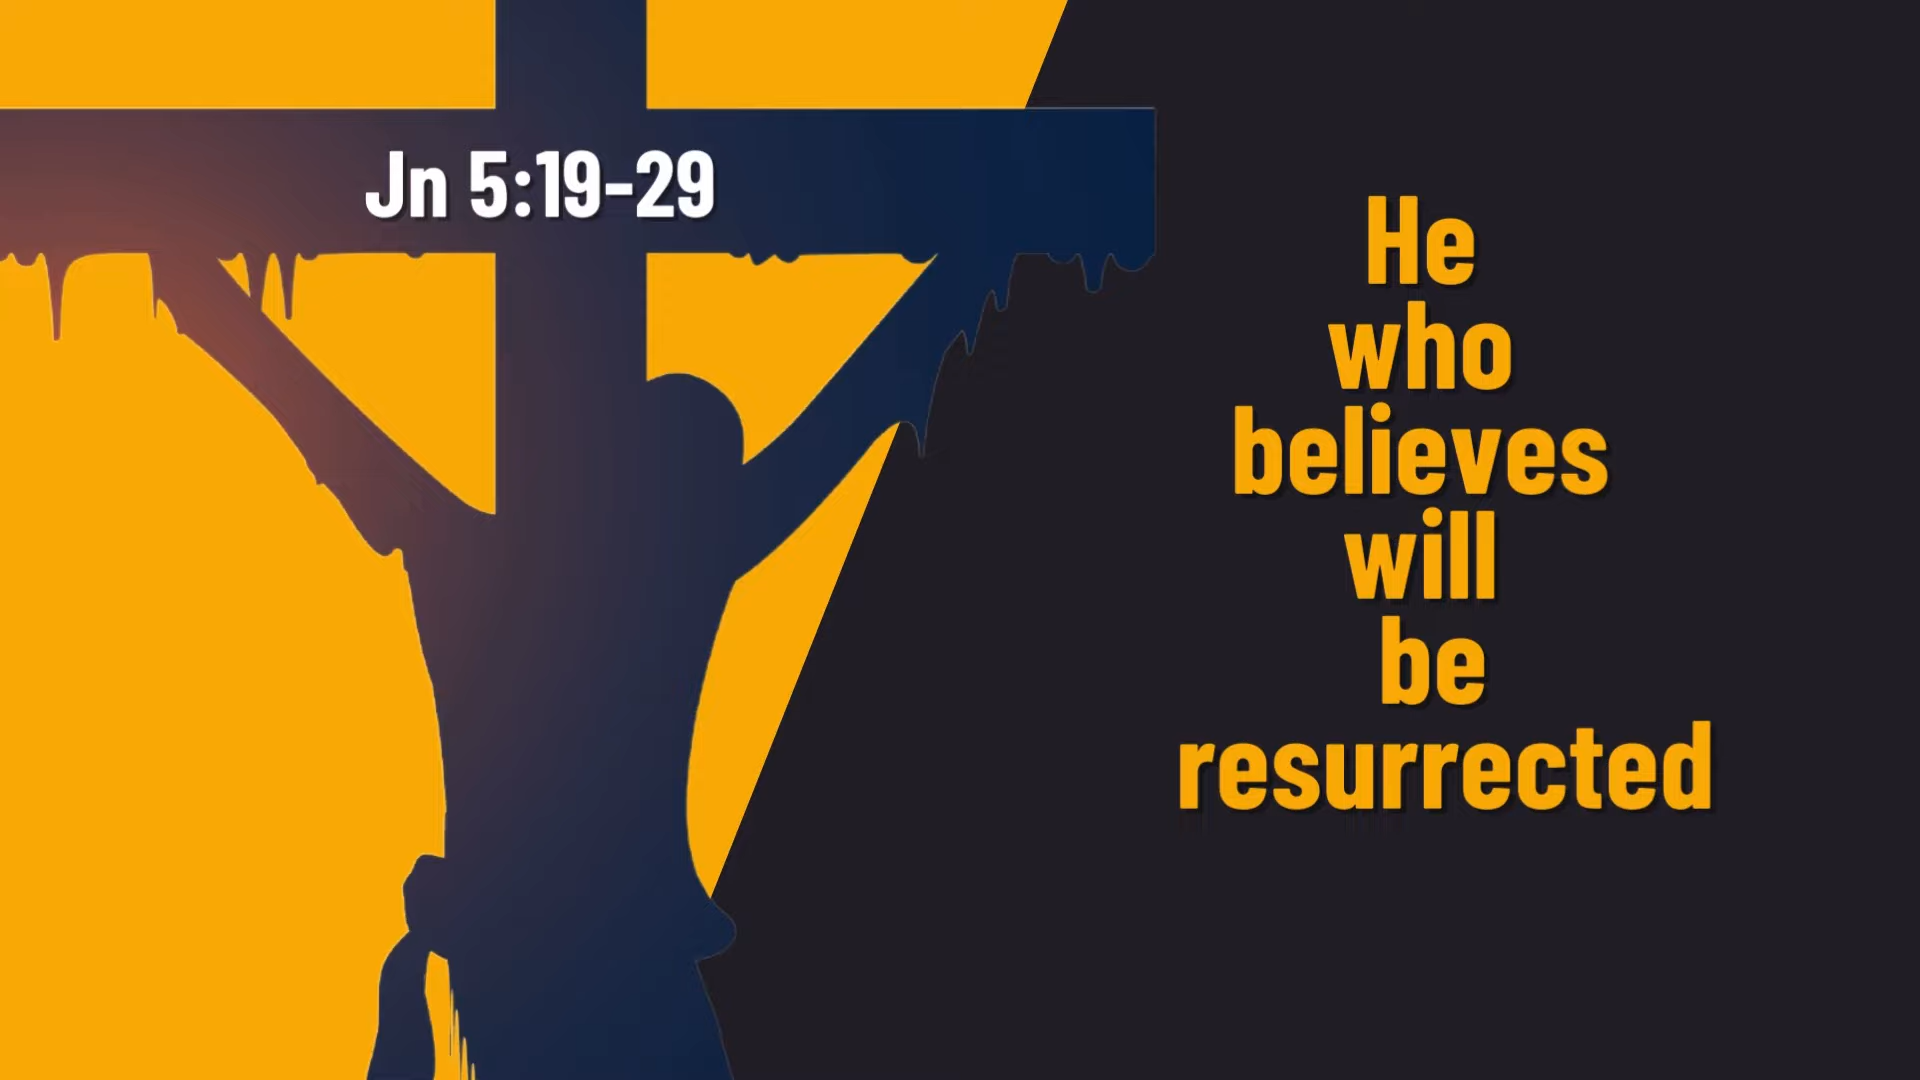 Jn 5:19-29
He
who
believes
will
be
resurrected